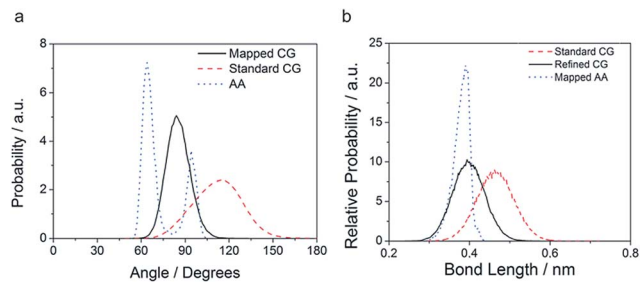 a
Probability / a.u.
8
6
4
2
0
Mapped CG
Standard CG
AA
0 30 60 90 120 150 180
Angle / Degrees
b
Relative Probability / a.u.
25
20
15
10
5
0
Standard CG
Refined CG
Mapped AA
0.2 0.4 0.6 0.8
Bond Length / nm